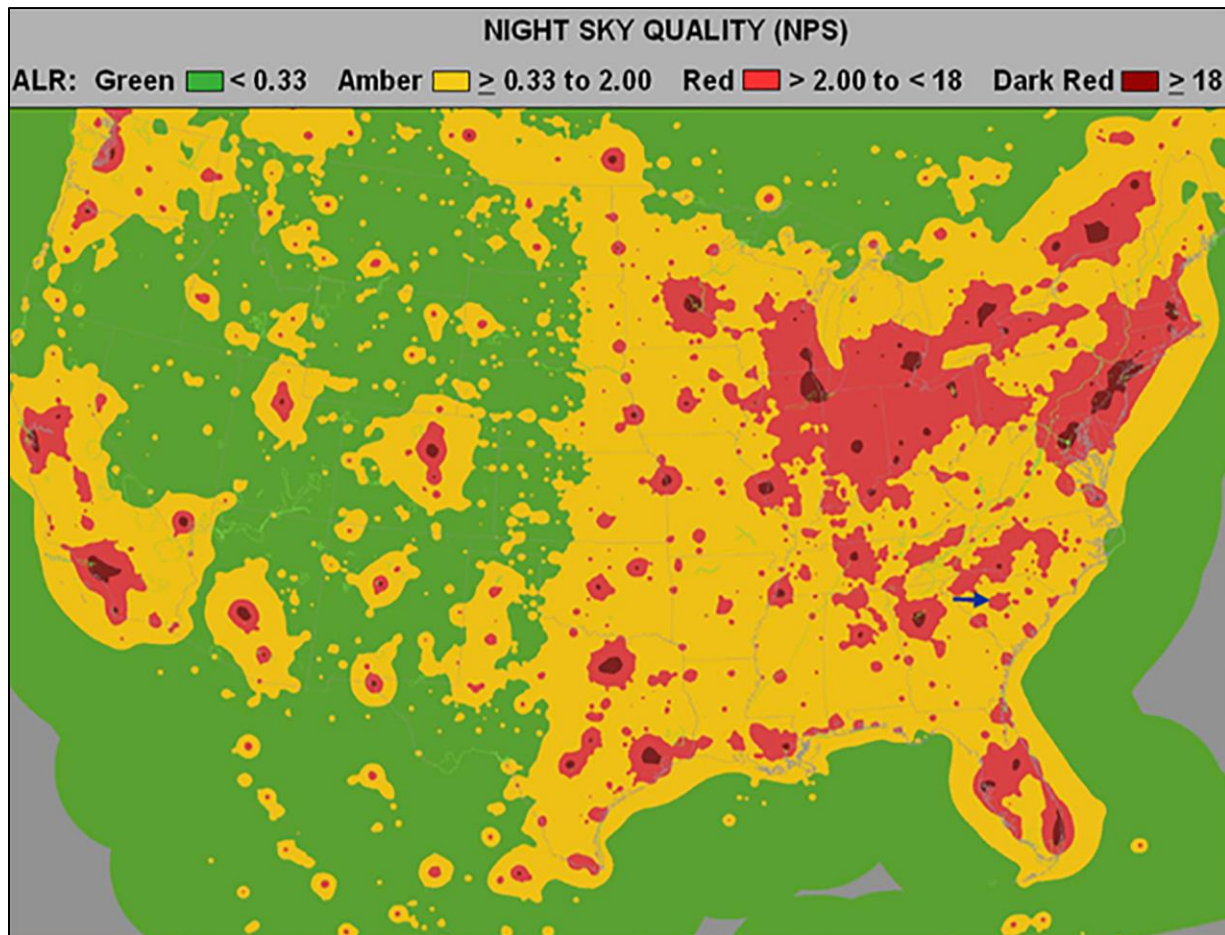 NIGHT SKY QUALITY (NPS)
ALR: Green < 0.33 Amber ≥ 0.33 to 2.00 Red > 2.00 to < 18 Dark Red ≥ 18